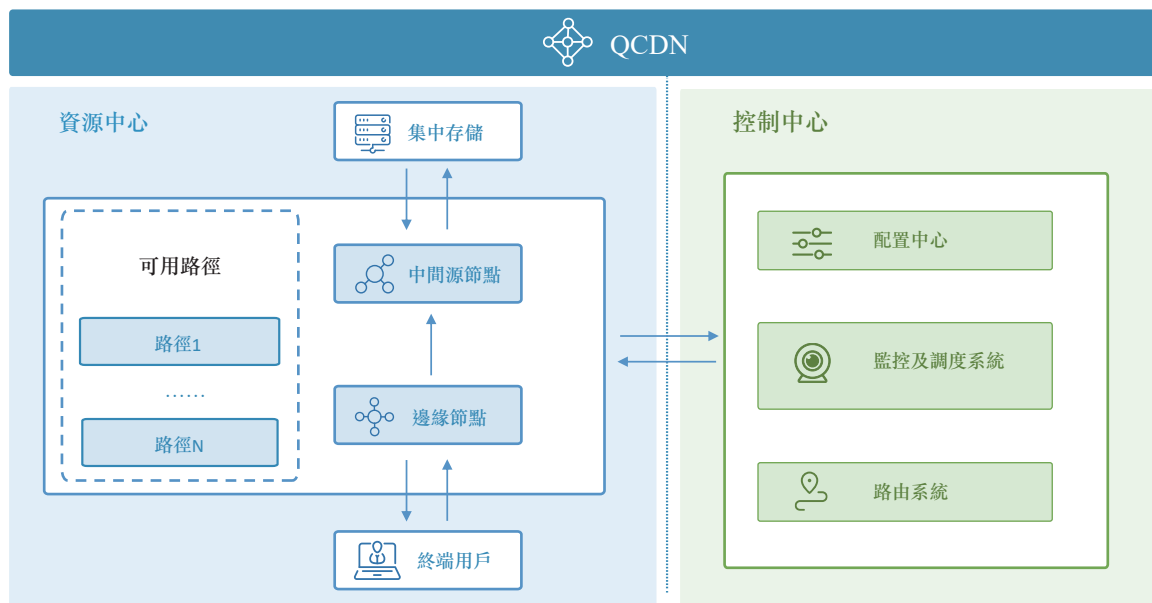 QCDN
資源中心
集中存儲
可用路徑
路徑1
......
路徑N
中間源節點
邊緣節點
終端用戶
控制中心
配置中心
監控及調度系統
路由系統